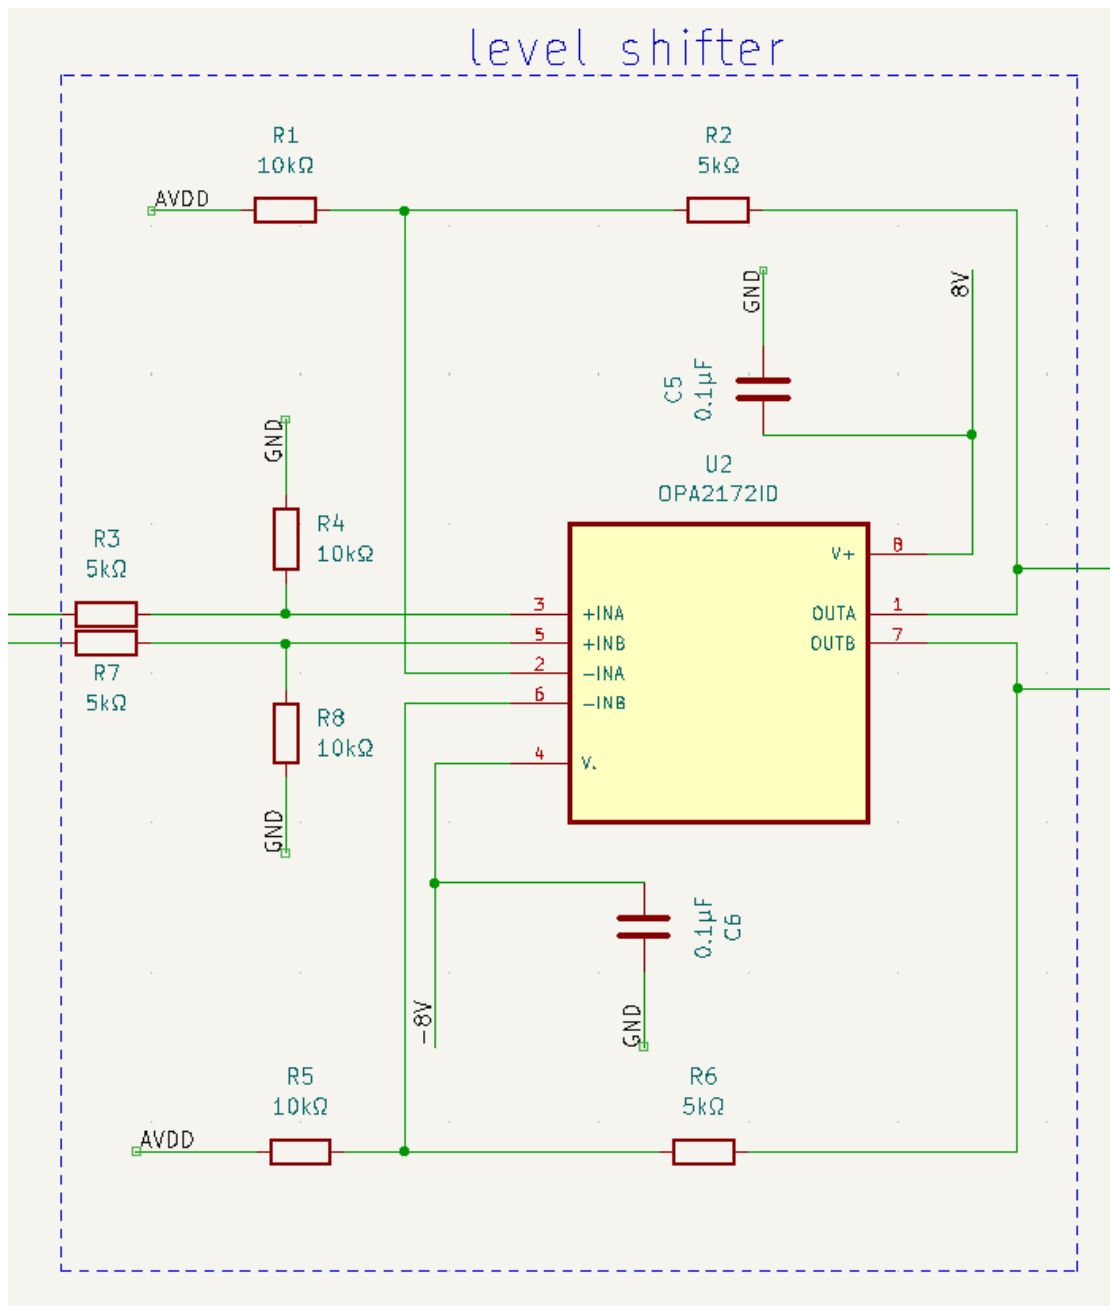 level shifter
R1
10kΩ
R2
5kΩ
AVDD
GND
8V
C5
0.1µF
GND
U2
OPA2172ID
R4
10kΩ
R3
5kΩ
V+
8
3
+INA
OUTA
1
5
+INB
OUTB
7
R7
5kΩ
2
-INA
6
-INB
R8
10kΩ
4
V-
GND
0.1µF
C6
-8V
GND
R5
10kΩ
R6
5kΩ
AVDD